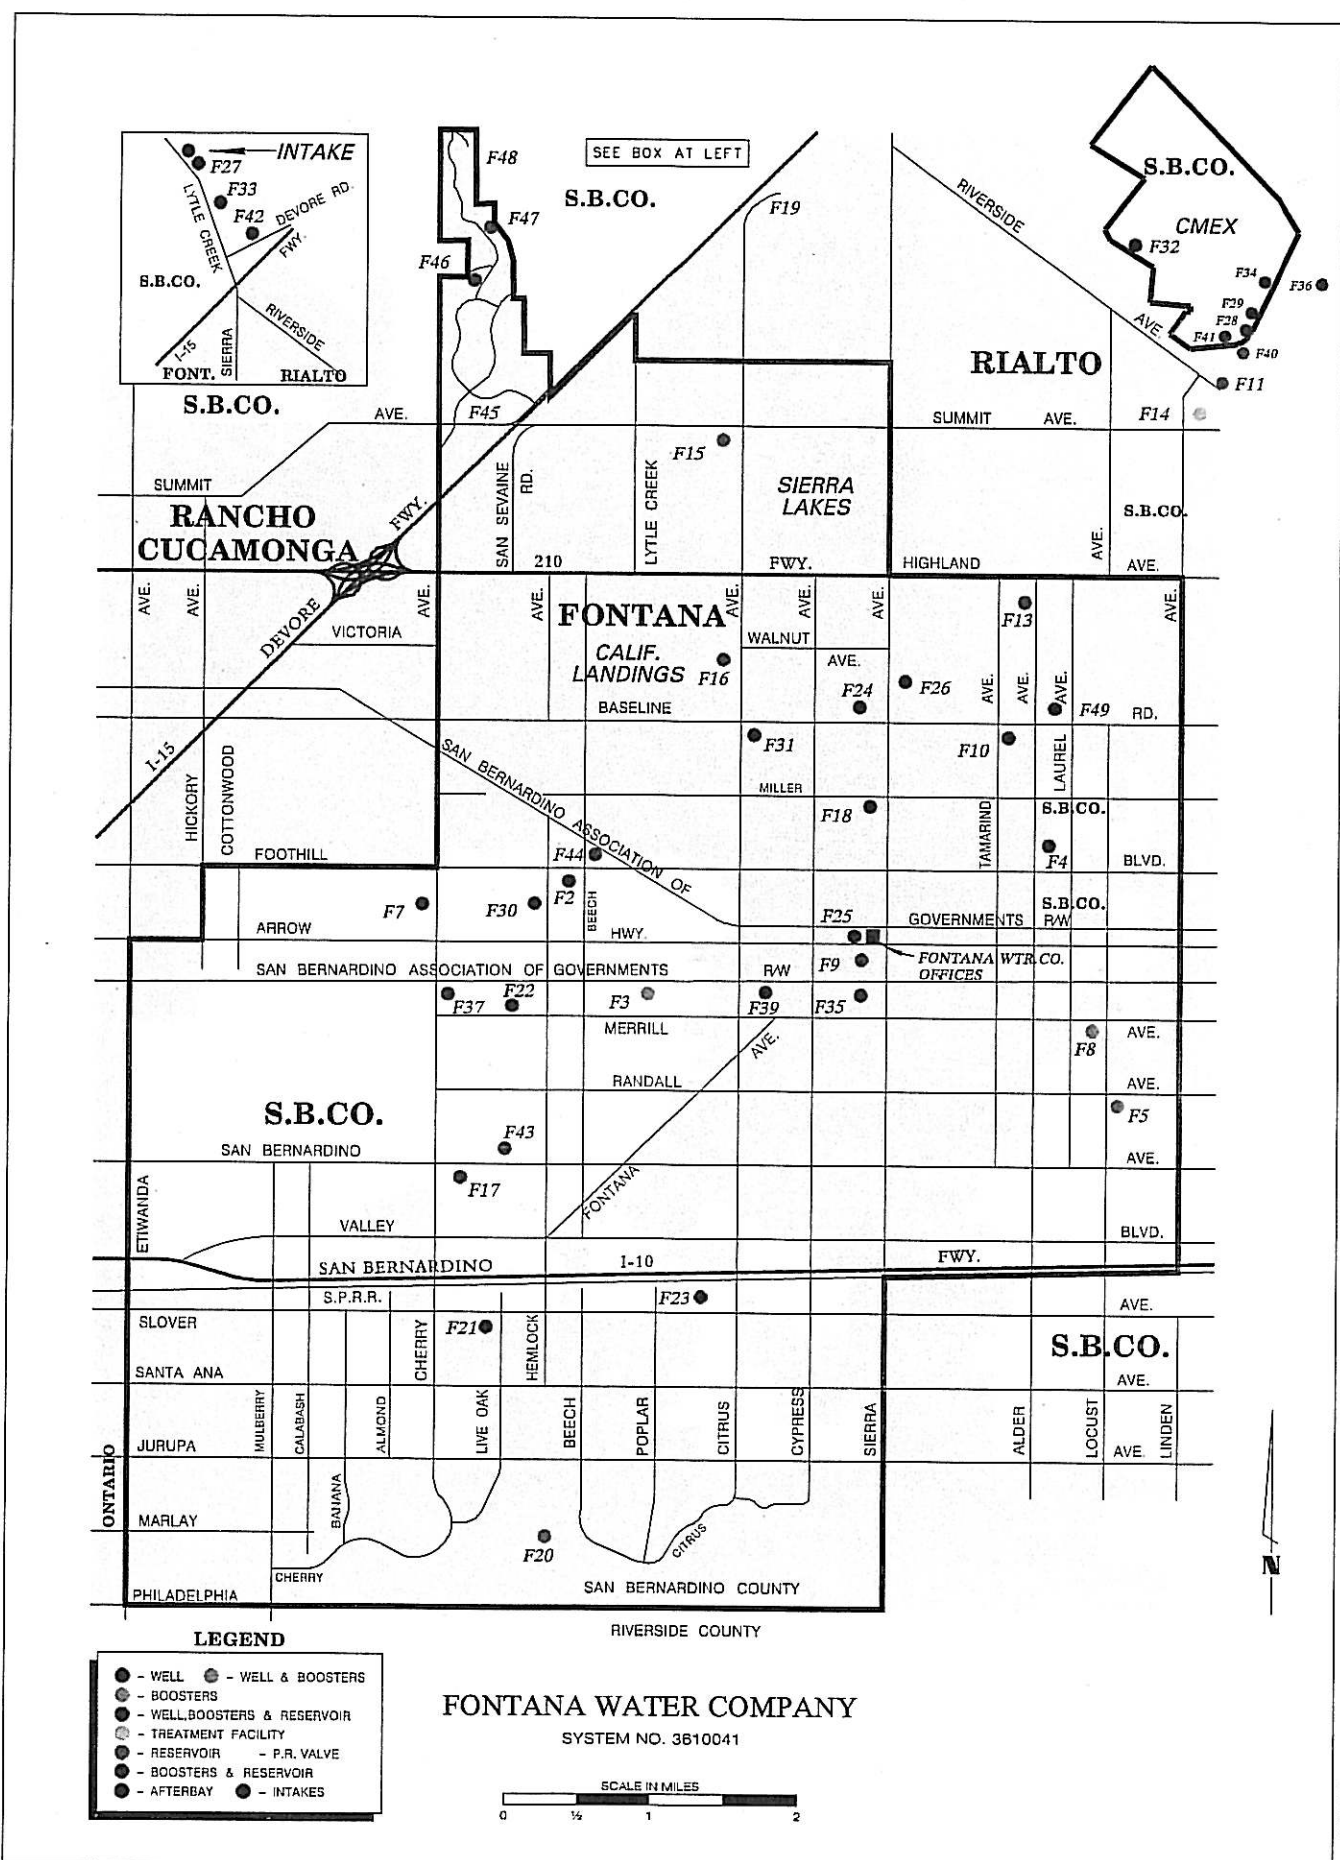 SEE BOX AT LEFT
INTAKE
F27
F33
F42
LYTLE CREEK
DEVORE RD.
FWY.
S.B.CO.
RIVERSIDE
I-15
SIERRA
FONT.
RIALTO
F48
F47
F46
F45
S.B.CO.
F19
RIVERSIDE
AVE.
S.B.CO.
CMEX
F32
F34
F36
F29
F28
F41
F40
F11
F14
RIALTO
S.B.CO.
AVE.
SUMMIT
AVE.
SUMMIT
F15
SIERRA
LAKES
LYTLE CREEK
SAN SEVAINE
RD.
FWY.
RANCHO
CUCAMONGA
S.B.CO.
AVE.
210
FWY.
HIGHLAND
AVE.
AVE.
AVE.
AVE.
AVE.
AVE.
AVE.
AVE.
AVE.
DEVORE
VICTORIA
FONTANA
CALIF.
LANDINGS
F16
WALNUT
AVE.
F13
F24
F26
AVE.
AVE.
AVE.
F49
BASELINE
RD.
I-15
F31
F10
LAUREL
HICKORY
COTTONWOOD
SAN BERNARDINO ASSOCIATION OF
MILLER
F18
TAMARIND
S.B.CO.
F4
FOOTHILL
BLVD.
F44
F2
F7
F30
BEECH
S.B.CO.
F25
GOVERNMENTS R/W
ARROW
HWY.
F9
FONTANA WTR.CO.
OFFICES
SAN BERNARDINO ASSOCIATION OF GOVERNMENTS R/W
F37
F22
F3
F39
F35
MERRILL
AVE.
AVE.
F8
RANDALL
AVE.
S.B.CO.
F5
F43
SAN BERNARDINO
AVE.
F17
FONTANA
ETIWANDA
VALLEY
BLVD.
SAN BERNARDINO
I-10
FWY.
S.P.R.R.
F23
AVE.
SLOVER
F21
CHERRY
HEMLOCK
S.B.CO.
SANTA ANA
AVE.
MULBERRY
CALABASH
ALMOND
LIVE OAK
BEECH
POPLAR
CITRUS
CYPRESS
SIERRA
ALDER
LOCUST
LINDEN
JURUPA
AVE.
ONTARIO
BANANA
MARLAY
F20
CITRUS
CHERRY
SAN BERNARDINO COUNTY
PHILADELPHIA
RIVERSIDE COUNTY
N
LEGEND
- WELL - WELL & BOOSTERS
- BOOSTERS
- WELL,BOOSTERS & RESERVOIR
- TREATMENT FACILITY
- RESERVOIR - P.R. VALVE
- BOOSTERS & RESERVOIR
- AFTERBAY - INTAKES
FONTANA WATER COMPANY
SYSTEM NO. 3610041
SCALE IN MILES
0 ½ 1 2